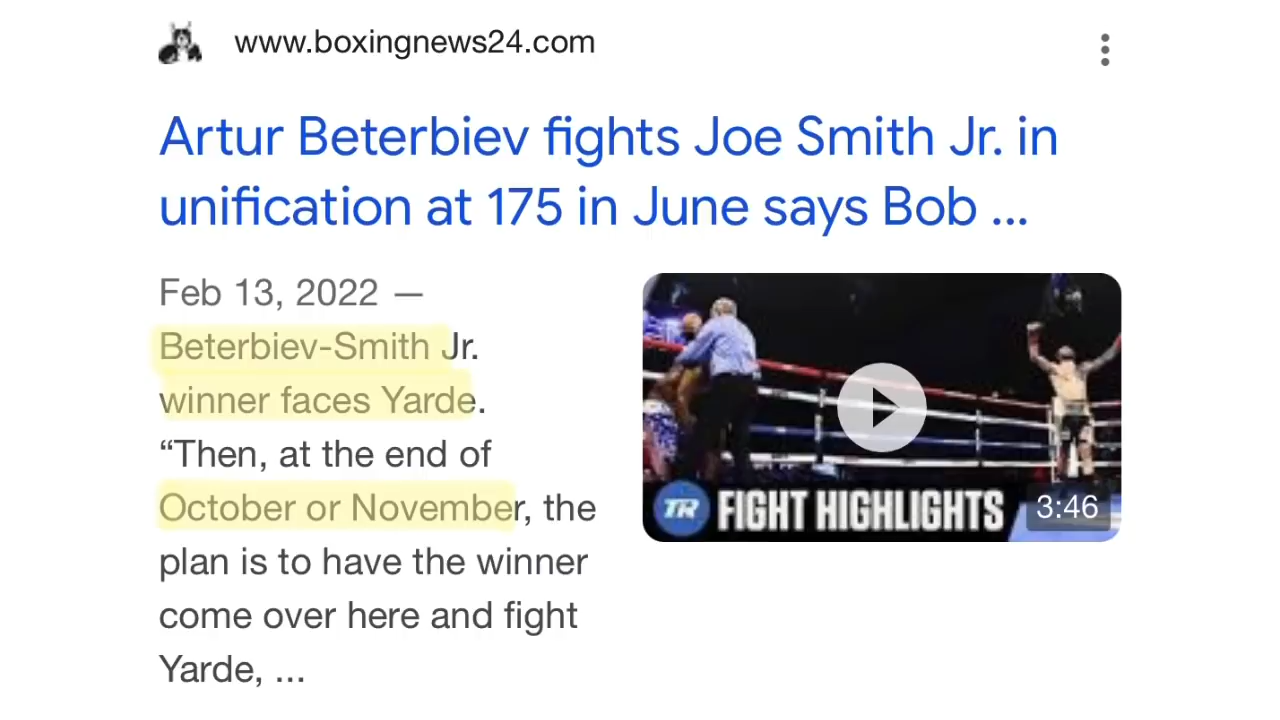 www.boxingnews24.com
Artur Beterbiev fights Joe Smith Jr. in
unification at 175 in June says Bob ...
Feb 13, 2022 —
Beterbiev-Smith Jr.
winner faces Yarde.
“Then, at the end of
October or November, the
plan is to have the winner
come over here and fight
Yarde, ...
TR FIGHT HIGHLIGHTS
3:46